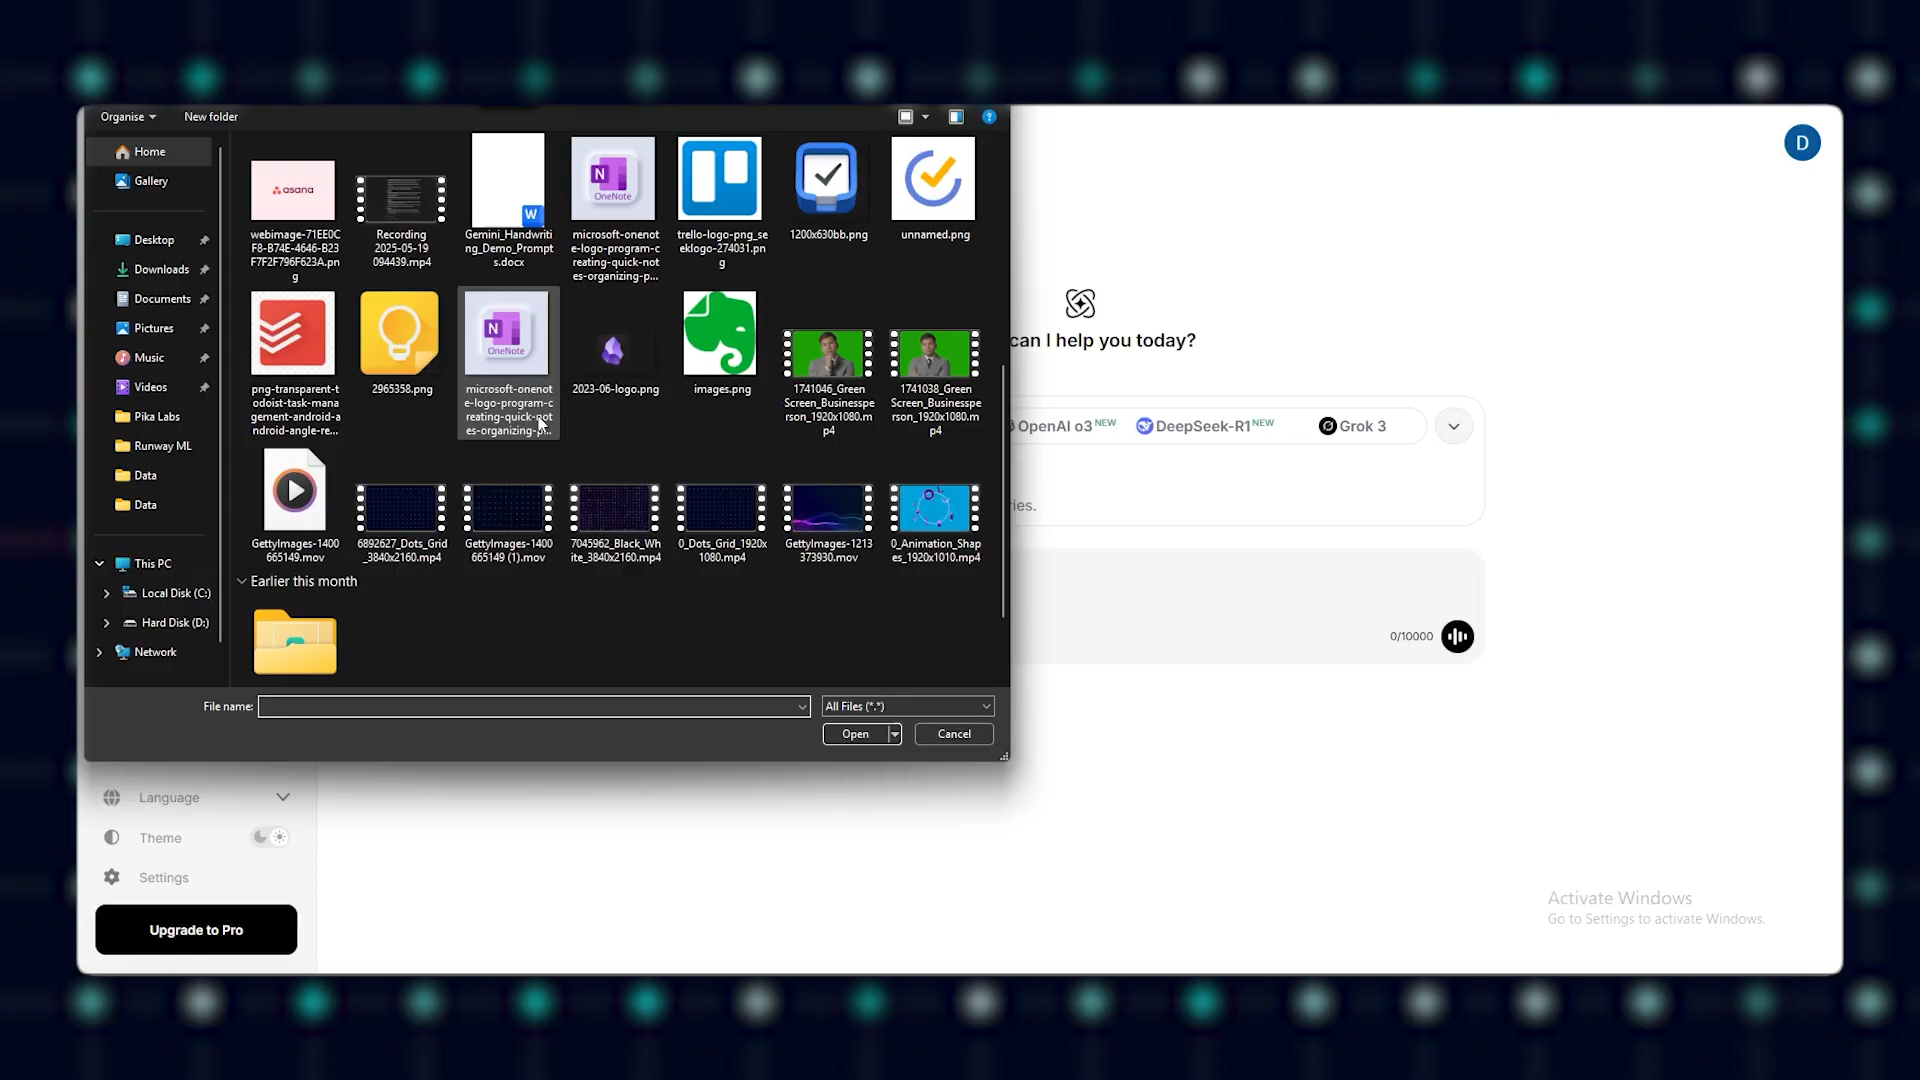 Organise
New folder
D
Home
Gallery
Desktop
Downloads
Documents
Pictures
Music
Videos
Pika Labs
Runway ML
Data
Data
This PC
Local Disk (C:)
Hard Disk (D:)
Network
asana
webimage-71EE0C
F8-B74E-4646-B23
F7F2F796F623A.pn
g
Recording
2025-05-19
094439.mp4
W
Gemini_Handwriti
ng_Demo_Prompt
s.docx
N
OneNote
microsoft-onenot
e-logo-program-c
reating-quick-not
es-organizing-p...
trello-logo-png_se
eklogo-274031.pn
g
1200x630bb.png
unnamed.png
png-transparent-t
odoist-task-mana
gement-android-a
ndroid-angle-re...
2965358.png
N
OneNote
microsoft-onenot
e-logo-program-c
reating-quick-not
es-organizing-p...
2023-06-logo.png
images.png
1741046_Green
Screen_Businesspe
rson_1920x1080.m
p4
1741038_Green
Screen_Businesspe
rson_1920x1080.m
p4
GettyImages-1400
665149.mov
6892627_Dots_Grid
_3840x2160.mp4
GettyImages-1400
665149 (1).mov
7045962_Black_Wh
ite_3840x2160.mp4
0_Dots_Grid_1920x
1080.mp4
GettyImages-1213
373930.mov
0_Animation_Shap
es_1920x1010.mp4
Earlier this month
File name:
All Files (*.*)
Open
Cancel
can I help you today?
OpenAI o3 NEW
DeepSeek-R1 NEW
Grok 3
ries.
0/10000
Language
Theme
Settings
Upgrade to Pro
Activate Windows
Go to Settings to activate Windows.